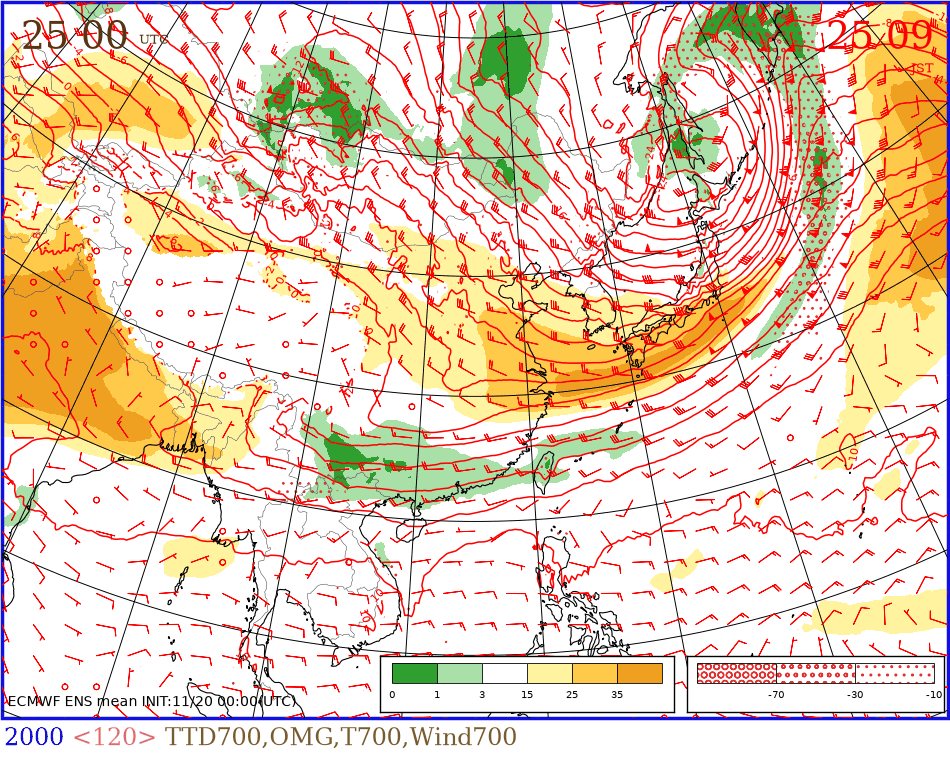 25 00 UTC
25 09
JST
0 1 3 15 25 35
-70 -30 -10
ECMWF ENS mean INIT:11/20 00:00(UTC)
2000 <120> TTD700,OMG,T700,Wind700